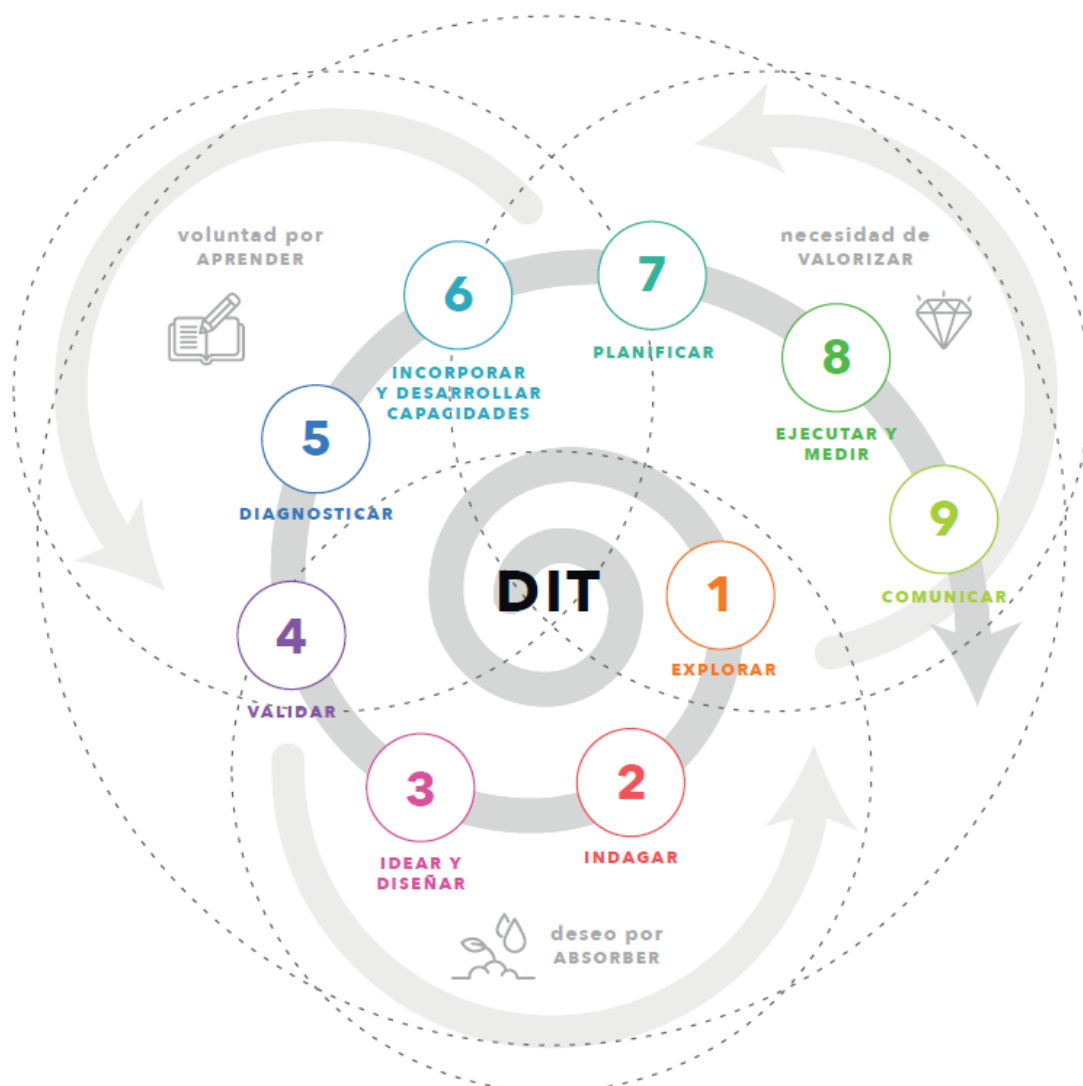 voluntad por
APRENDER
necesidad de
VALORIZAR
6
INCORPORAR
Y DESARROLLAR
CAPAGIDADES
7
PLANIFICAR
8
EJECUTAR Y
MEDIR
5
DIAGNOSTICAR
9
COMUNICAR
DIT
1
EXPLORAR
4
VALIDAR
3
IDEAR Y
DISEÑAR
2
INDAGAR
deseo por
ABSORBER